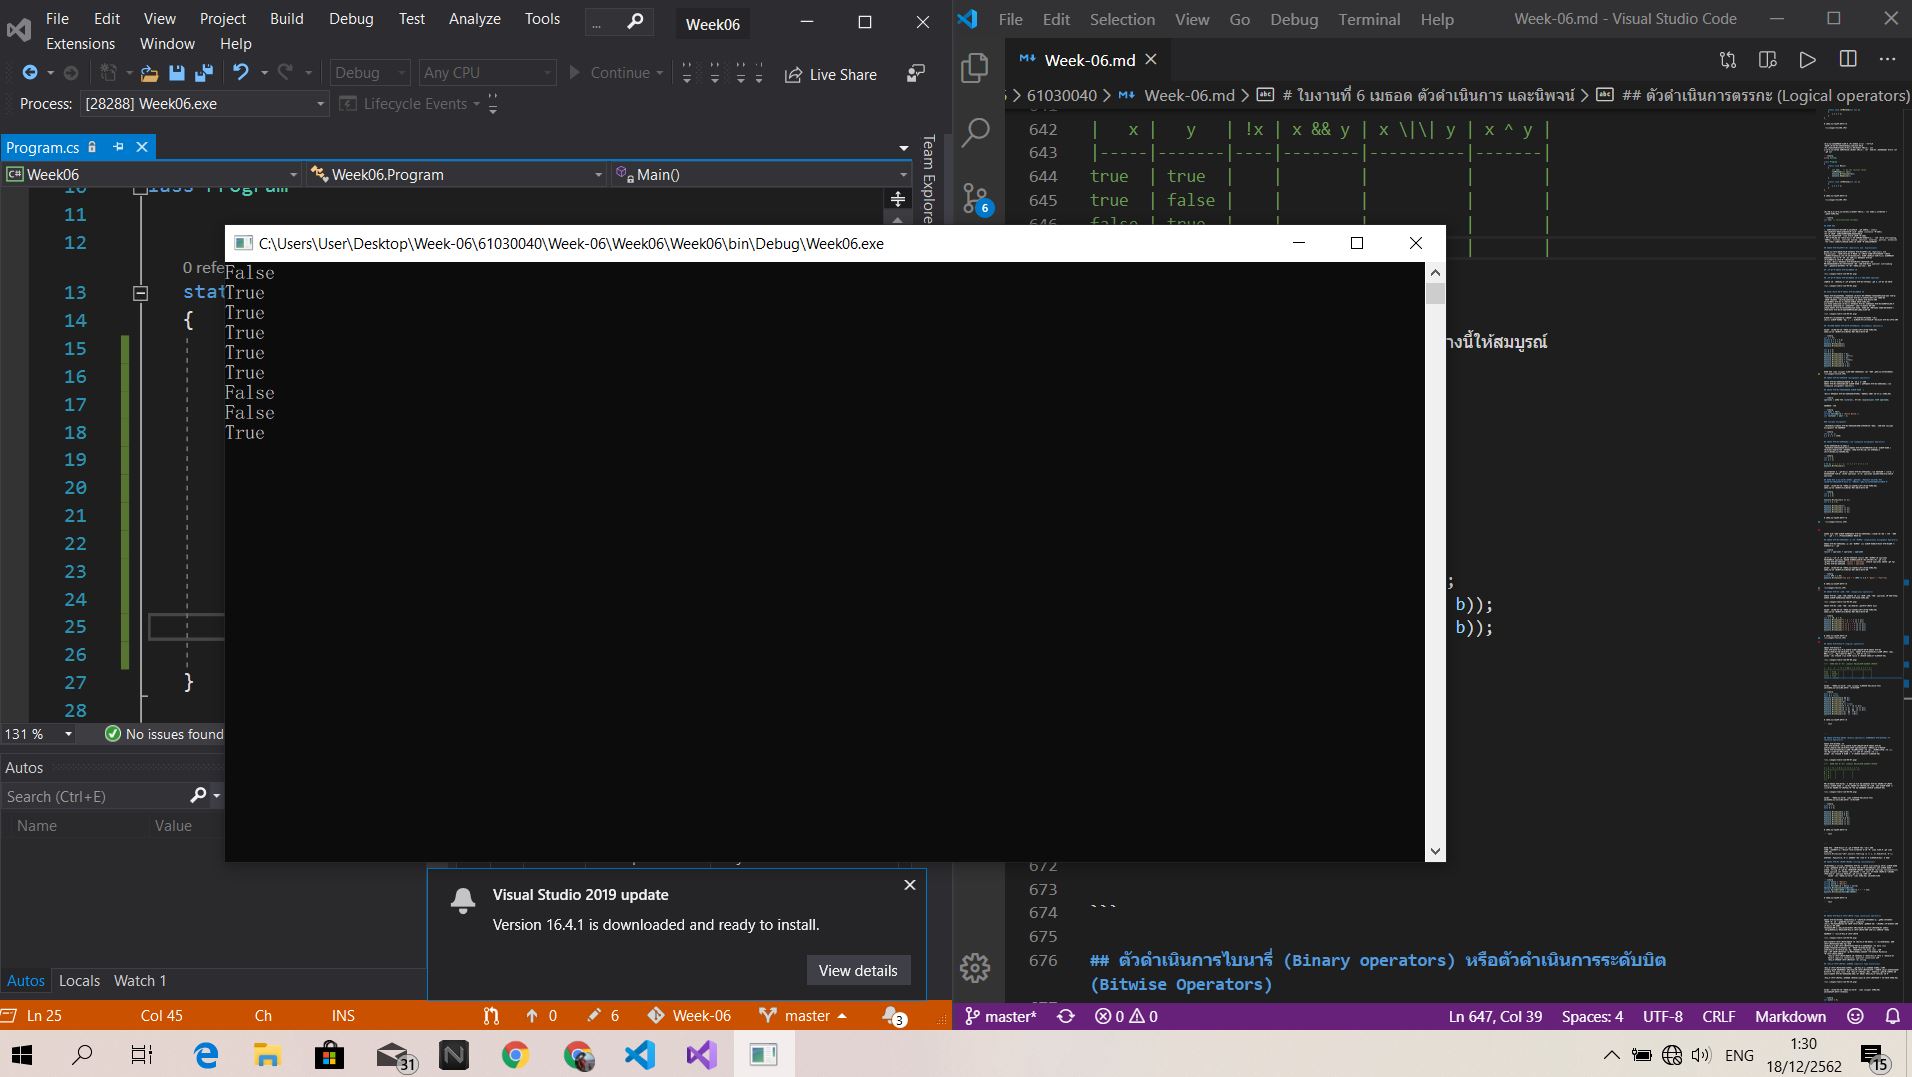 File Edit View Project Build Debug Test Analyze Tools ... Week06
Extensions Window Help
Debug Any CPU Continue Live Share
Process: [28288] Week06.exe Lifecycle Events
Program.cs
C# Week06 Week06.Program Main()
Team Explore
11
12
0 refe
13 stat
14 {
15
16
17
18
19
20
21
22
23
24
25
26
27 }
28
131 % No issues found
Autos
Search (Ctrl+E)
Name Value
Autos Locals Watch 1
Ln 25 Col 45 Ch INS 0 6 Week-06 master 3
C:\Users\User\Desktop\Week-06\61030040\Week-06\Week06\Week06\bin\Debug\Week06.exe
False
True
True
True
True
True
False
False
True
Visual Studio 2019 update
Version 16.4.1 is downloaded and ready to install.
View details
File Edit Selection View Go Debug Terminal Help Week-06.md - Visual Studio Code
Week-06.md
61030040 Week-06.md # ใบงานที่ 6 เมธอด ตัวดำเนินการ และนิพจน์ ## ตัวดำเนินการตรรกะ (Logical operators)
6
642 | x | y | !x | x && y | x \|\| y | x ^ y |
643 |-----|-------|----|--------|----------|-------|
644 true | true | | | | |
645 true | false | | | | |
646 false | true
างนี้ให้สมบูรณ์
;
b));
b));
672
673
674 ```
675
676 ## ตัวดำเนินการไบนารี่ (Binary operators) หรือตัวดำเนินการระดับบิต
(Bitwise Operators)
master* 0 0 Ln 647, Col 39 Spaces: 4 UTF-8 CRLF Markdown
31 ENG 1:30
18/12/2562 15